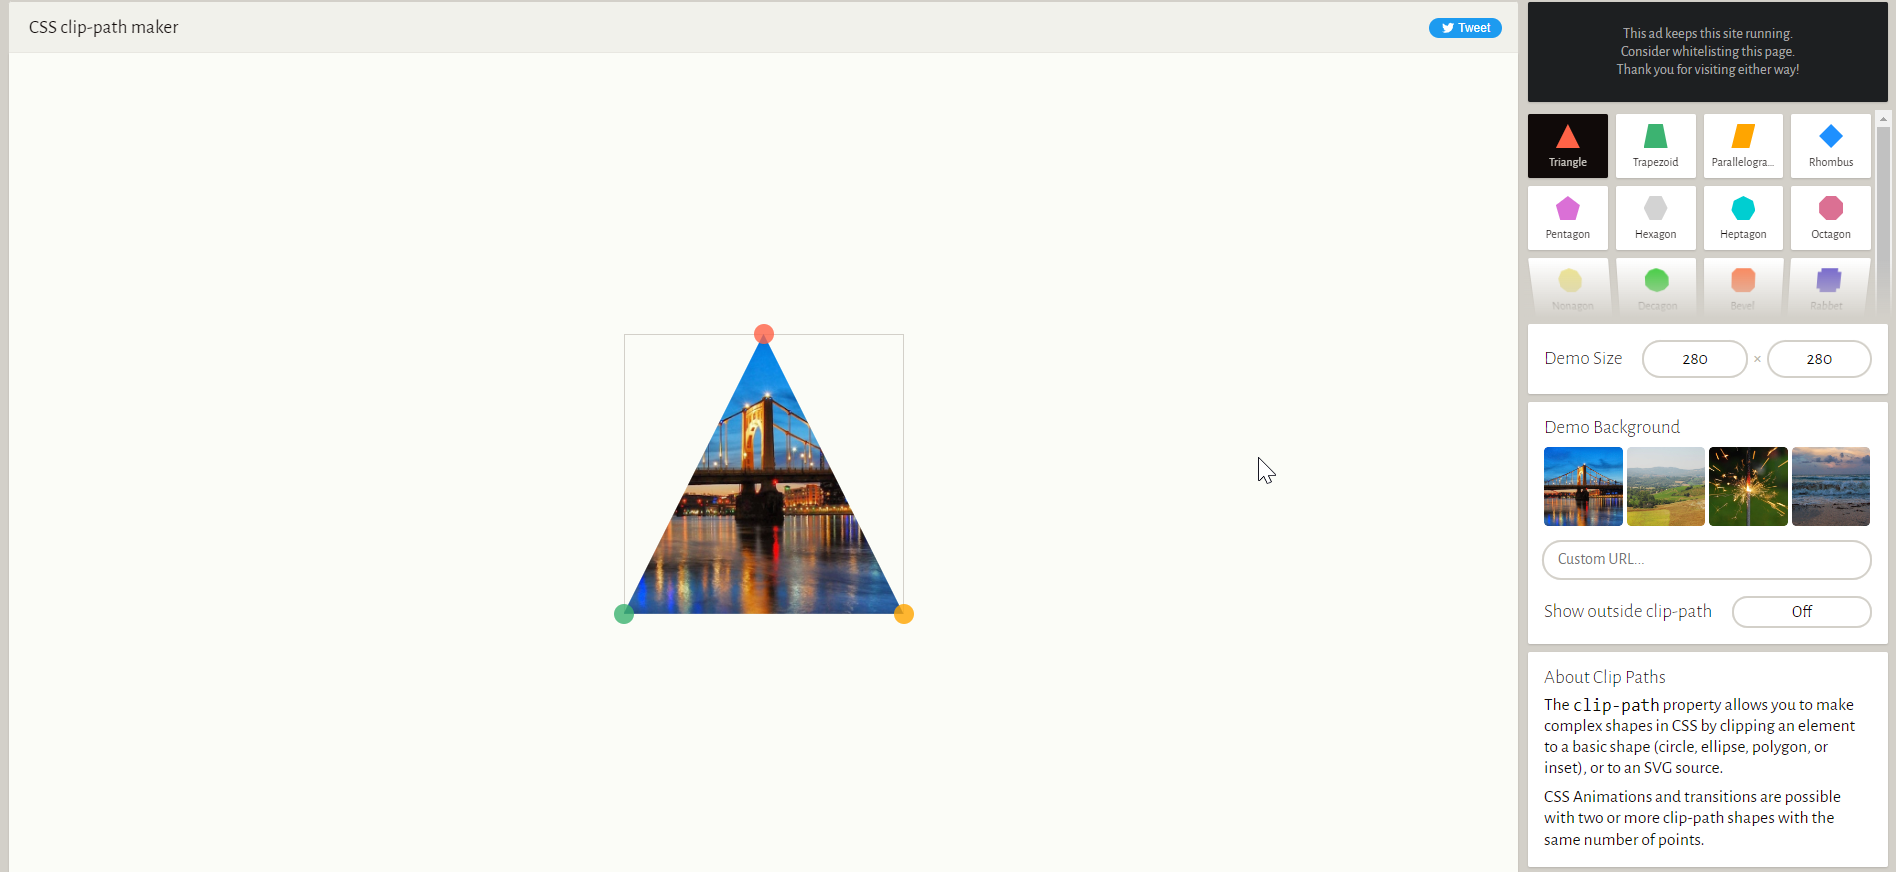 CSS clip-path maker
Tweet
This ad keeps this site running.
Consider whitelisting this page.
Thank you for visiting either way!
Triangle
Trapezoid
Parallelogra...
Rhombus
Pentagon
Hexagon
Heptagon
Octagon
Nonagon
Decagon
Bevel
Rabbet
Demo Size
280
×
280
Demo Background
Custom URL...
Show outside clip-path
Off
About Clip Paths
The clip-path property allows you to make
complex shapes in CSS by clipping an element
to a basic shape (circle, ellipse, polygon, or
inset), or to an SVG source.
CSS Animations and transitions are possible
with two or more clip-path shapes with the
same number of points.